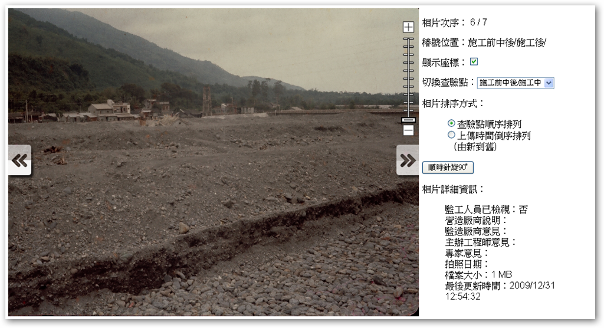 相片次序： 6 / 7
樁號位置：施工前中後/施工後/
顯示座標：
切換查驗點：施工前中後/施工中
相片排序方式：
查驗點順序排列
上傳時間倒序排列
(由新到舊)
順時針旋90°
相片詳細資訊：
監工人員已檢視：否
營造廠商說明：
監造廠商意見：
主辦工程師意見：
專家意見：
拍照日期：
檔案大小：1 MB
最後更新時間：2009/12/31
12:54:32